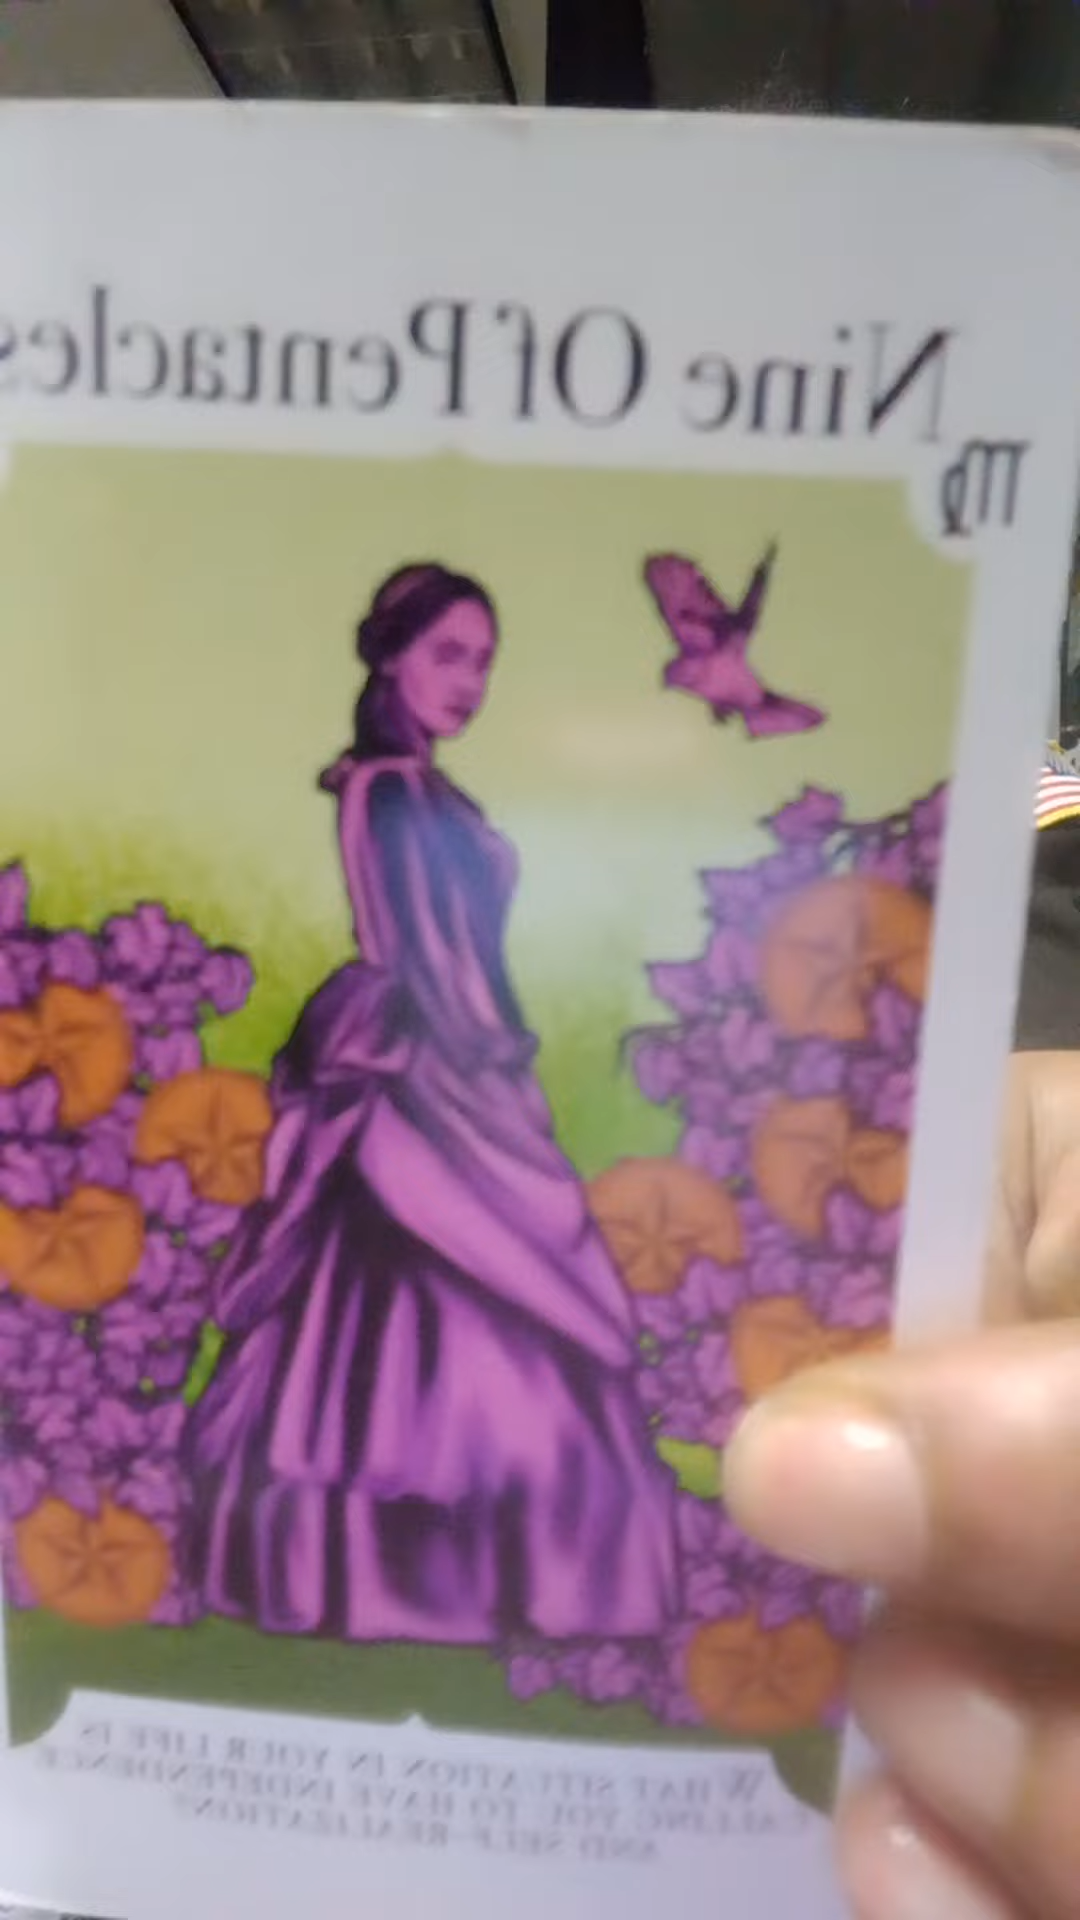 Nine Of Pentacles
♍
WHAT SITUATION IN YOUR LIFE IS
CALLING YOU TO HAVE INDEPENDENCE
AND SELF-REALIZATION?